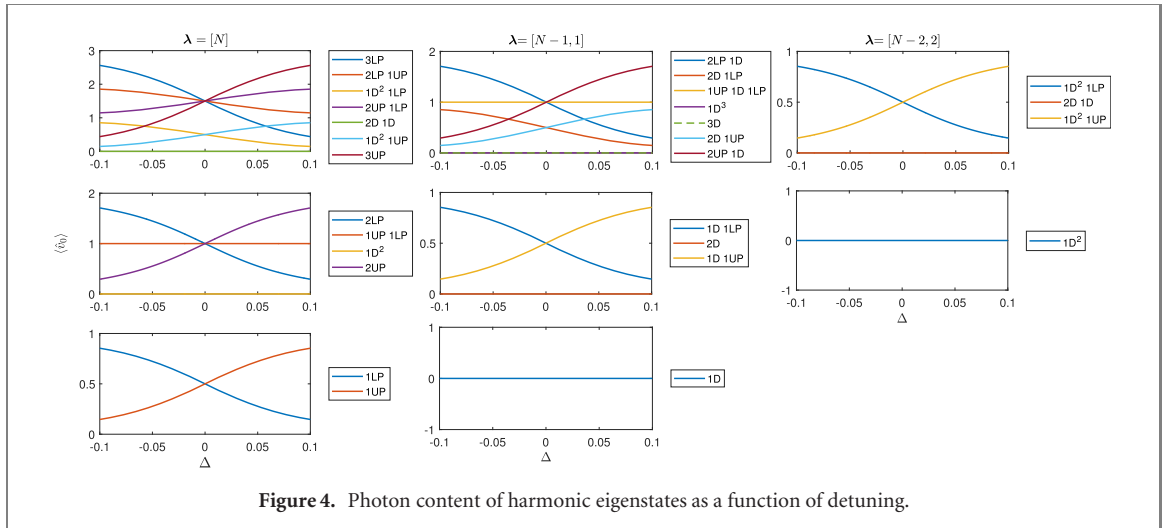 λ = [N]
λ= [N − 1, 1]
λ= [N − 2, 2]
3
2
1
0
-0.1 -0.05 0 0.05 0.1
3LP
2LP 1UP
1D² 1LP
2UP 1LP
2D 1D
1D² 1UP
3UP
2
1
0
-0.1 -0.05 0 0.05 0.1
2LP 1D
2D 1LP
1UP 1D 1LP
1D³
3D
2D 1UP
2UP 1D
1
0.5
0
-0.1 -0.05 0 0.05 0.1
1D² 1LP
2D 1D
1D² 1UP
⟨v̂₀⟩
2
1
0
-0.1 -0.05 0 0.05 0.1
2LP
1UP 1LP
1D²
2UP
1
0.5
0
-0.1 -0.05 0 0.05 0.1
1D 1LP
2D
1D 1UP
1
0
-1
-0.1 -0.05 0 0.05 0.1
Δ
1D²
1
0.5
0
-0.1 -0.05 0 0.05 0.1
Δ
1LP
1UP
1
0
-1
-0.1 -0.05 0 0.05 0.1
Δ
1D
Figure 4. Photon content of harmonic eigenstates as a function of detuning.